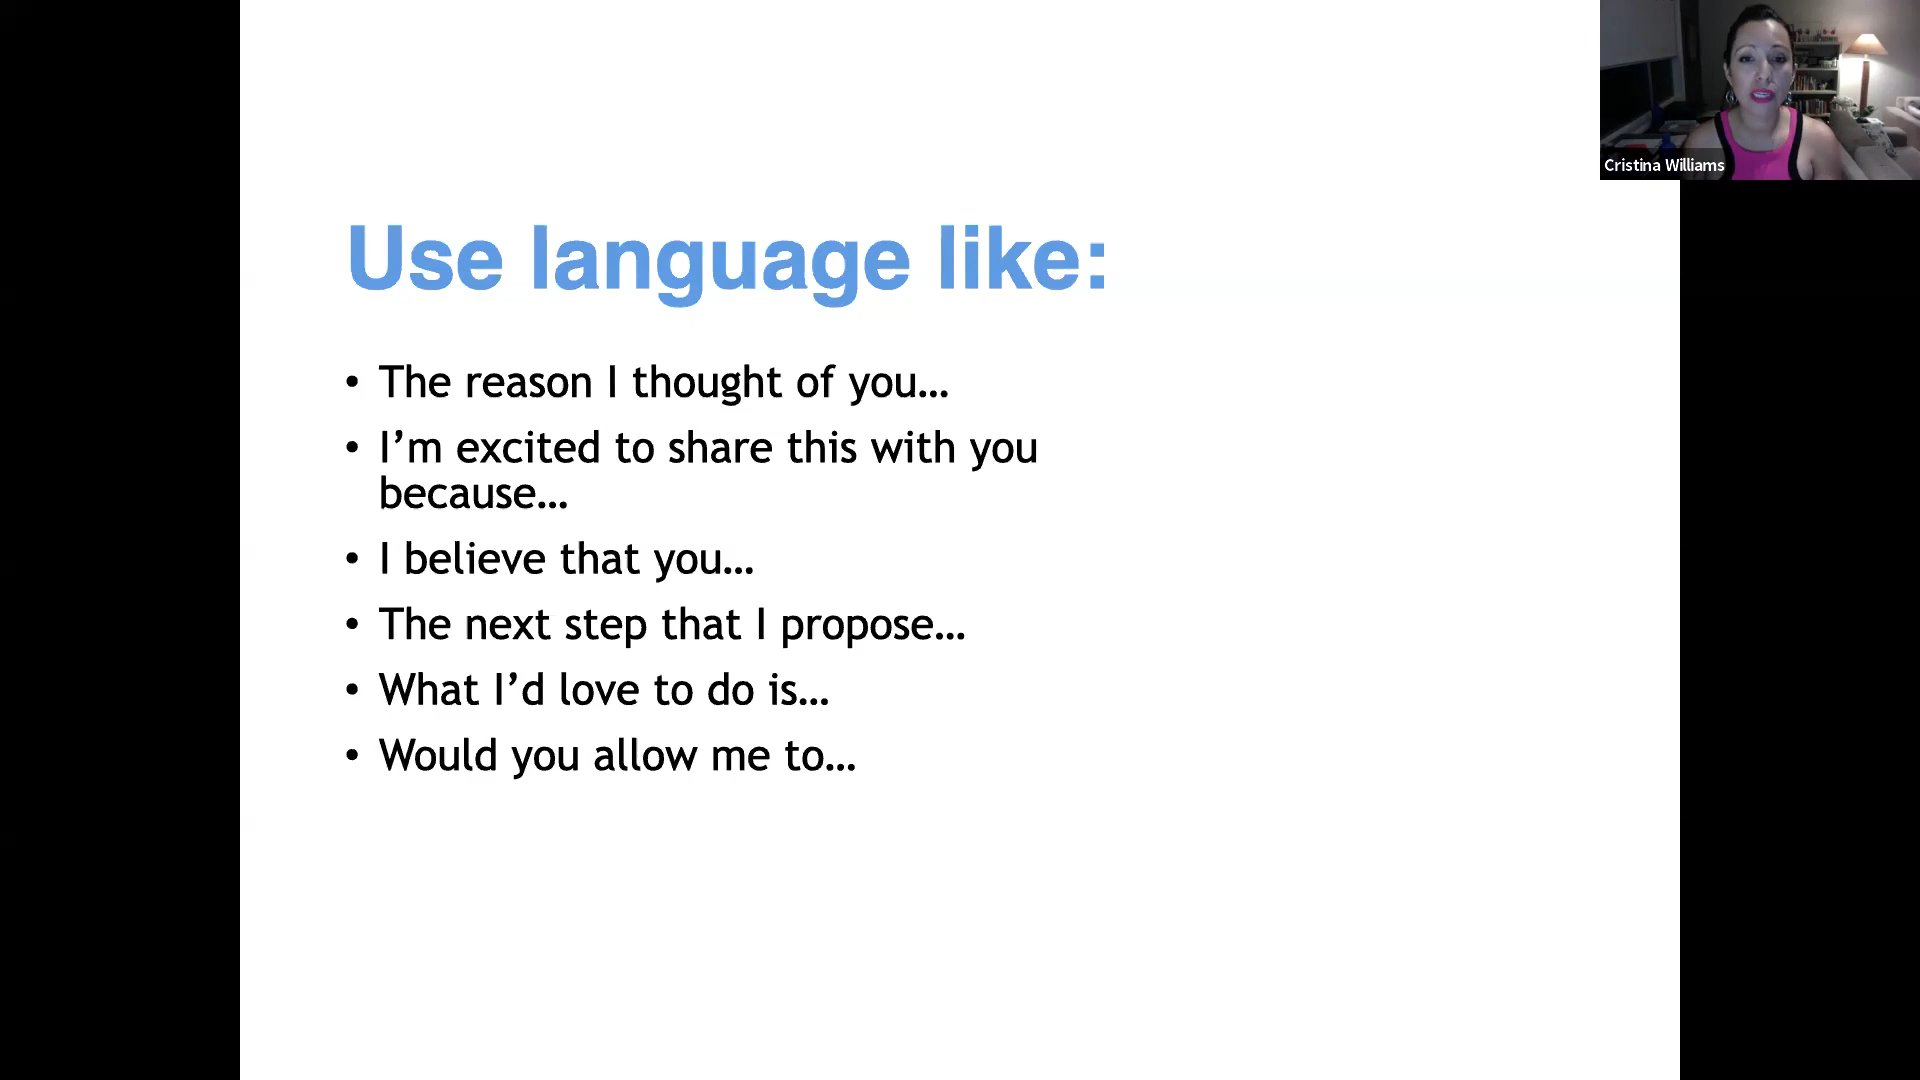 Use language like:
• The reason I thought of you…
• I’m excited to share this with you
because…
• I believe that you…
• The next step that I propose…
• What I’d love to do is…
• Would you allow me to…
Cristina Williams